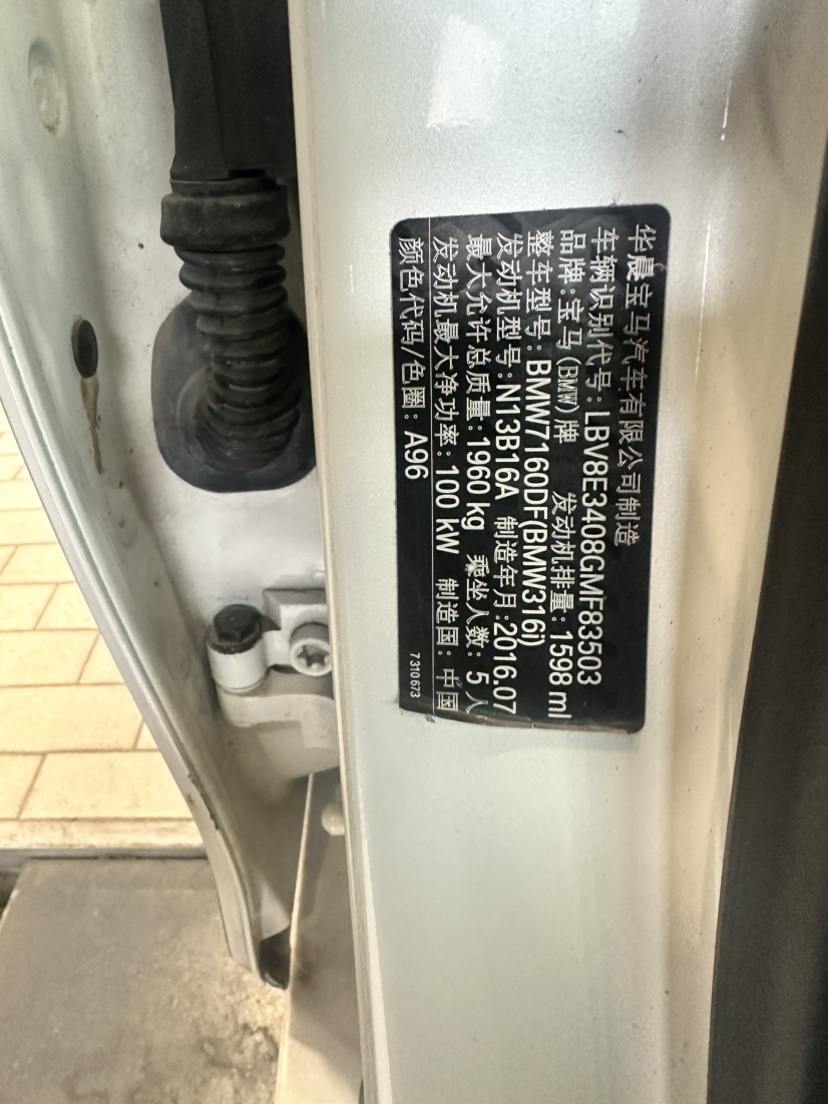 华晨宝马汽车有限公司制造
车辆识别代号:LBV8E3408GMF83503
品牌:宝马(BMW)牌 发动机排量:1598 ml
整车型号:BMW7160DF(BMW316i)
发动机型号:N13B16A 制造年月:2016.07
最大允许总质量:1960 kg 乘坐人数:5人
发动机最大净功率:100 kW 制造国:中国
颜色代码/色圈:A96
7310673